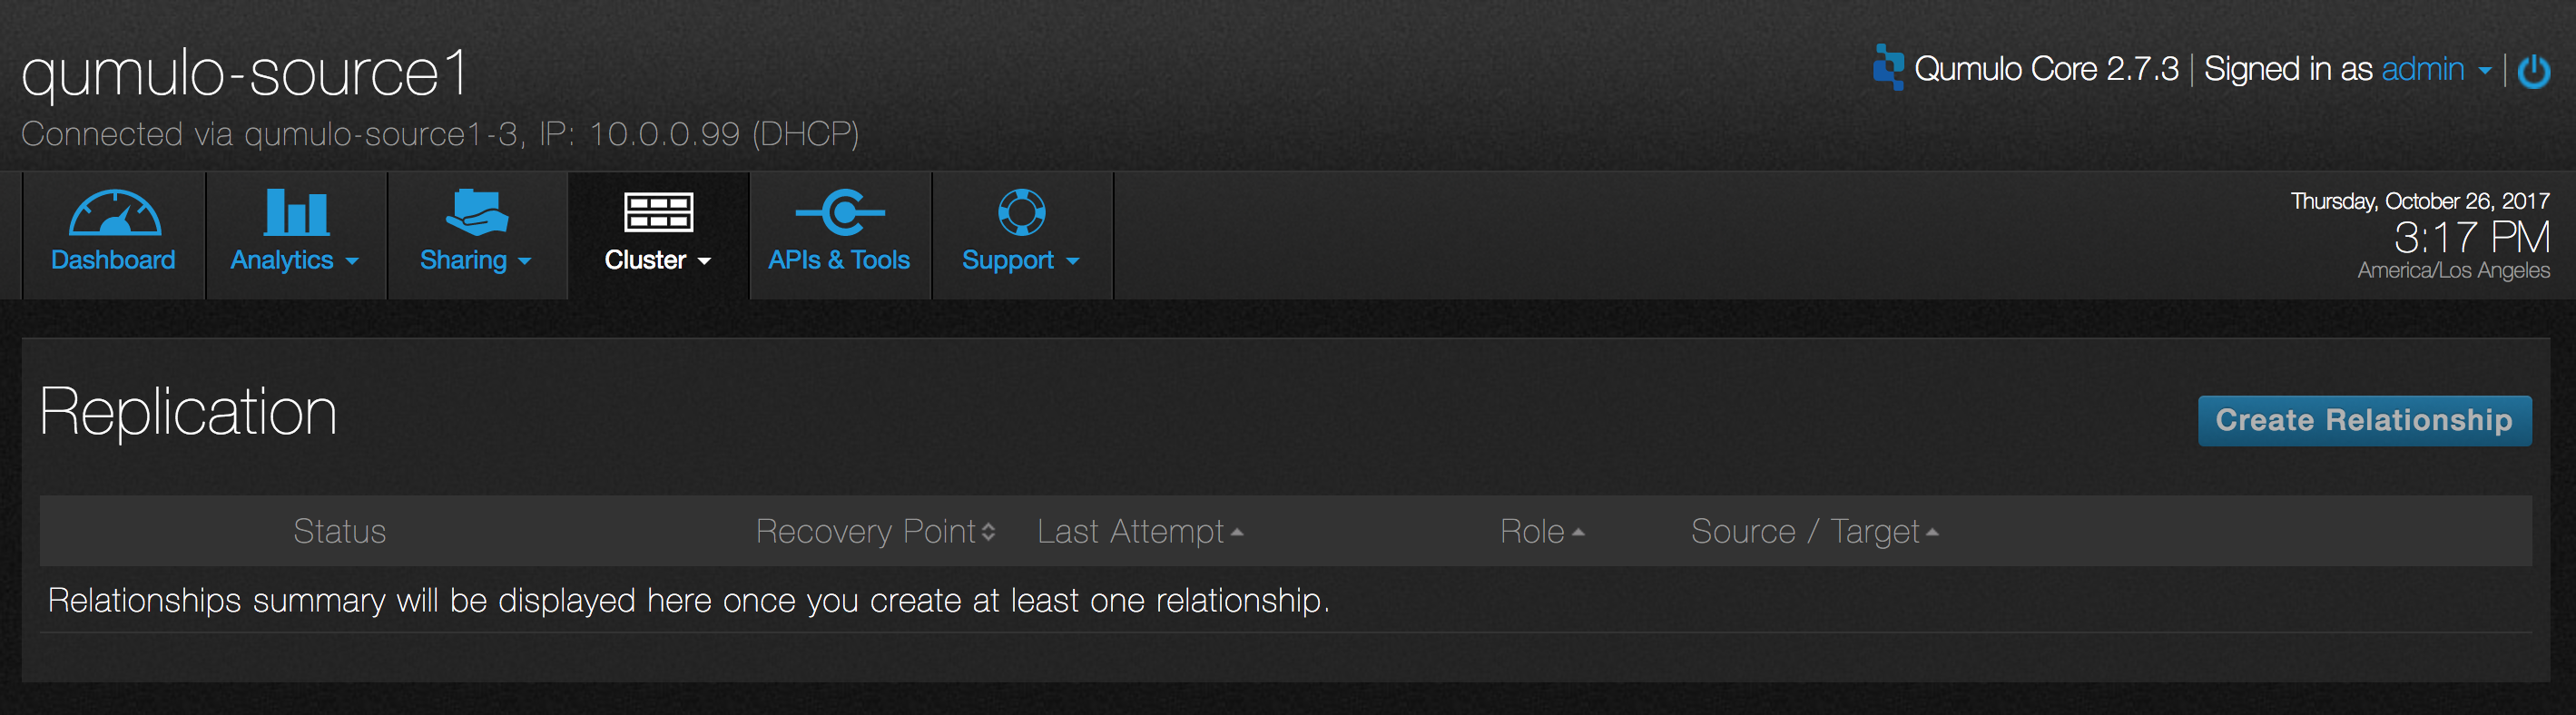 qumulo-source1
Qumulo Core 2.7.3 | Signed in as admin
Connected via qumulo-source1-3, IP: 10.0.0.99 (DHCP)
Dashboard Analytics Sharing Cluster APIs & Tools Support
Thursday, October 26, 2017
3:17 PM
America/Los Angeles
Replication
Create Relationship
Status Recovery Point Last Attempt Role Source / Target
Relationships summary will be displayed here once you create at least one relationship.